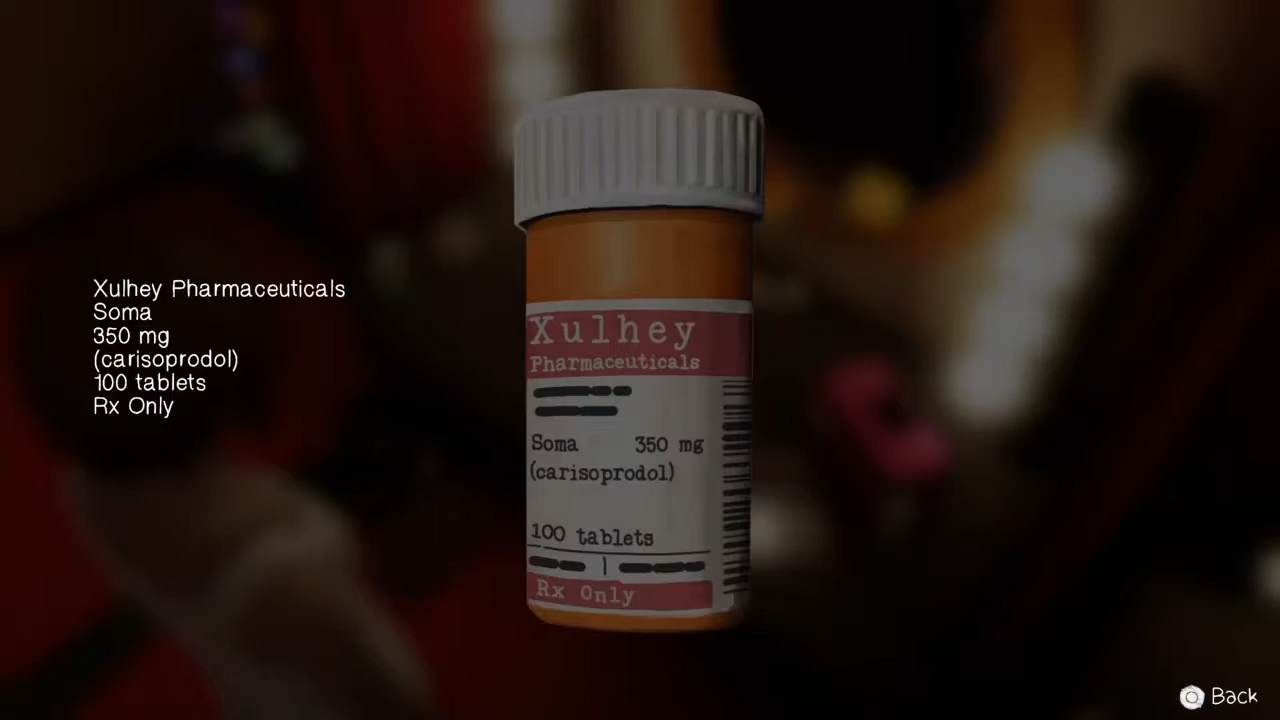 Xulhey Pharmaceuticals
Soma
350 mg
(carisoprodol)
100 tablets
Rx Only
Xulhey
Pharmaceuticals
Soma 350 mg
(carisoprodol)
100 tablets
Rx Only
Back